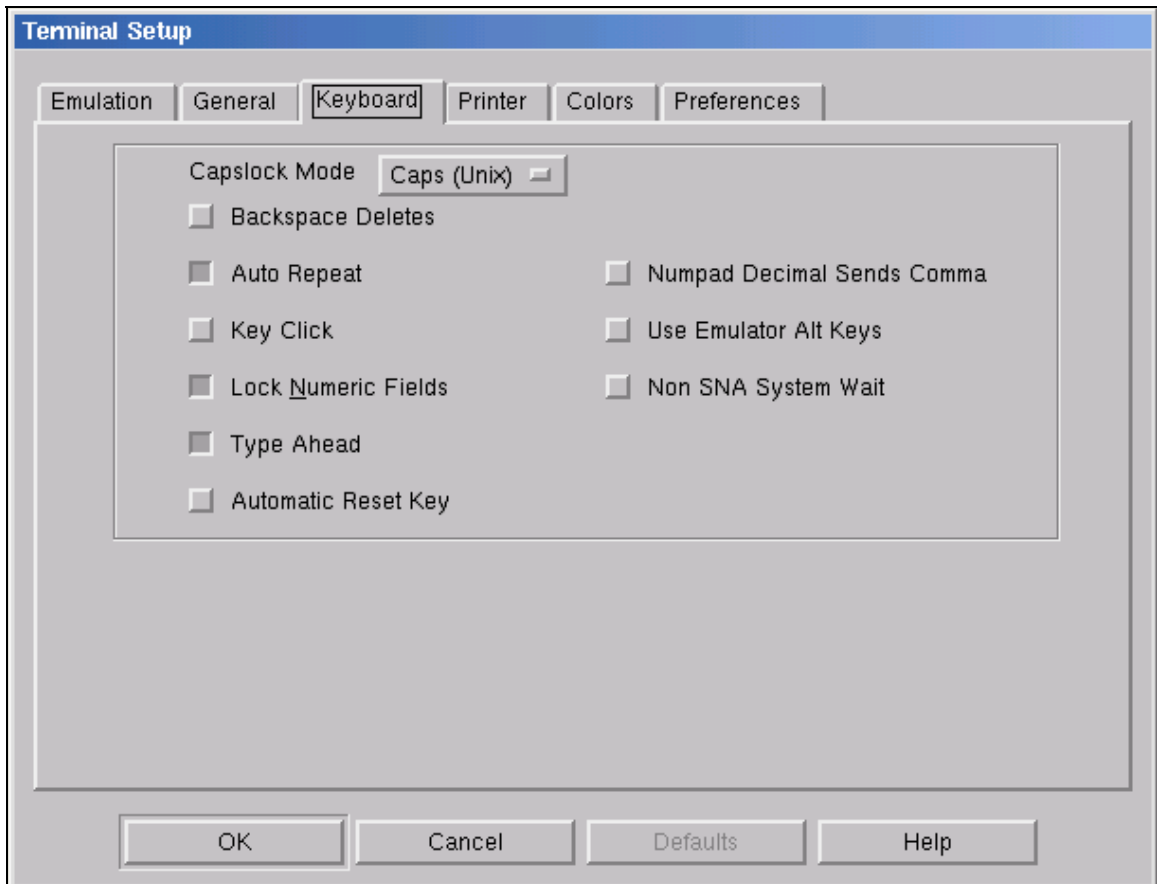 Terminal Setup
Emulation General Keyboard Printer Colors Preferences
Capslock Mode Caps (Unix)
Backspace Deletes
Auto Repeat Numpad Decimal Sends Comma
Key Click Use Emulator Alt Keys
Lock Numeric Fields Non SNA System Wait
Type Ahead
Automatic Reset Key
OK Cancel Defaults Help